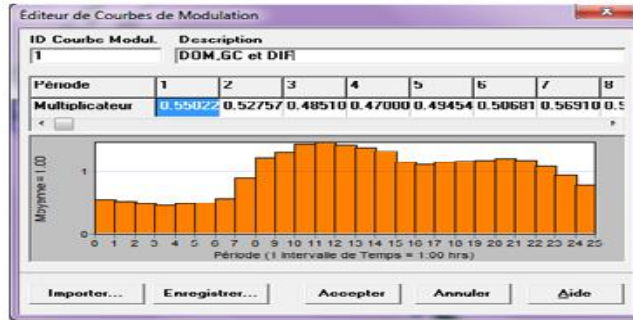 Éditeur de Courbes de Modulation
ID Courbe Modul. Description
1 DOM,GC et DIF
Période 1 2 3 4 5 6 7 8
Multiplicateur 0.55022 0.52757 0.48510 0.47000 0.49454 0.50681 0.56910 0.9
Moyenne=1.00
1
0
0 1 2 3 4 5 6 7 8 9 10 11 12 13 14 15 16 17 18 19 20 21 22 23 24 25
Période (1 Intervalle de Temps = 1:00 hrs)
Importer... Enregistrer... Accepter Annuler Aide